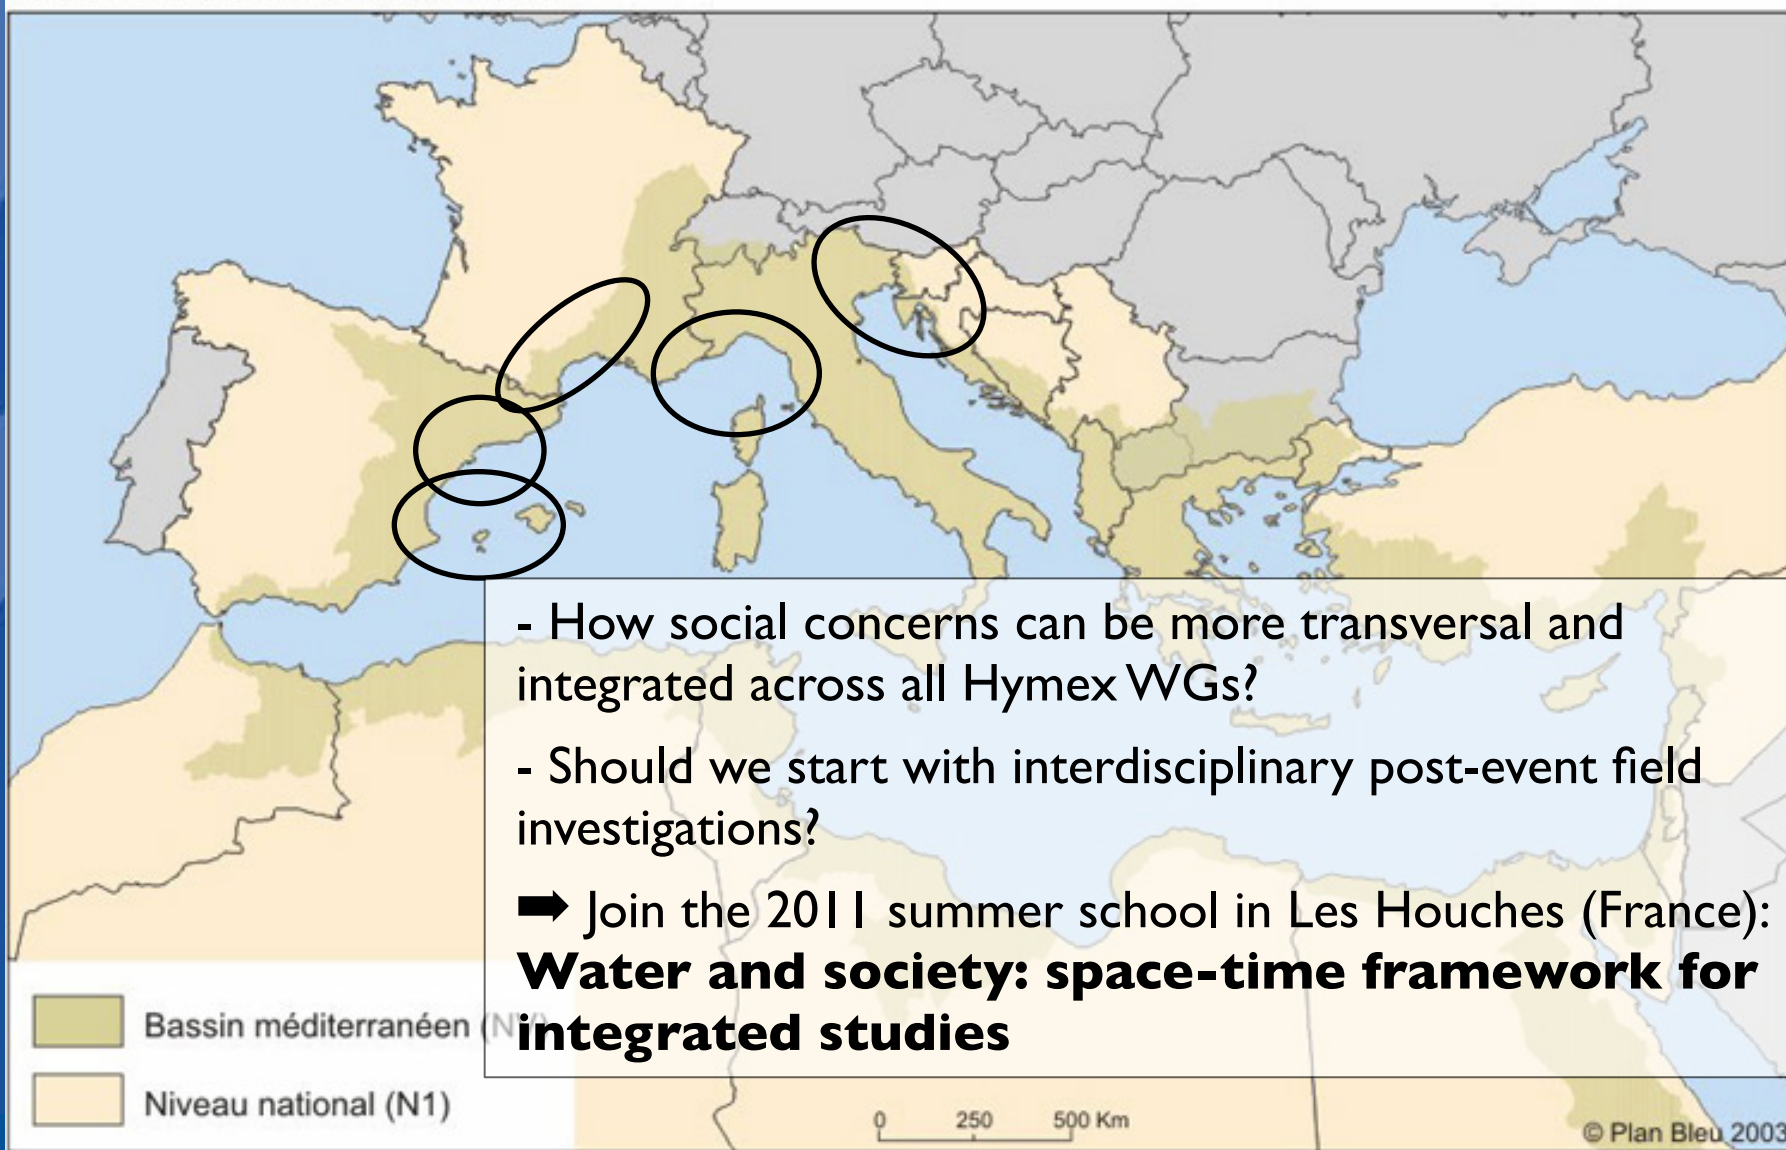 - How social concerns can be more transversal and
integrated across all Hymex WGs?
- Should we start with interdisciplinary post-event field
investigations?
➡ Join the 2011 summer school in Les Houches (France):
Water and society: space-time framework for
integrated studies
Bassin méditerranéen
Niveau national (N1)
0 250 500 Km
© Plan Bleu 2003